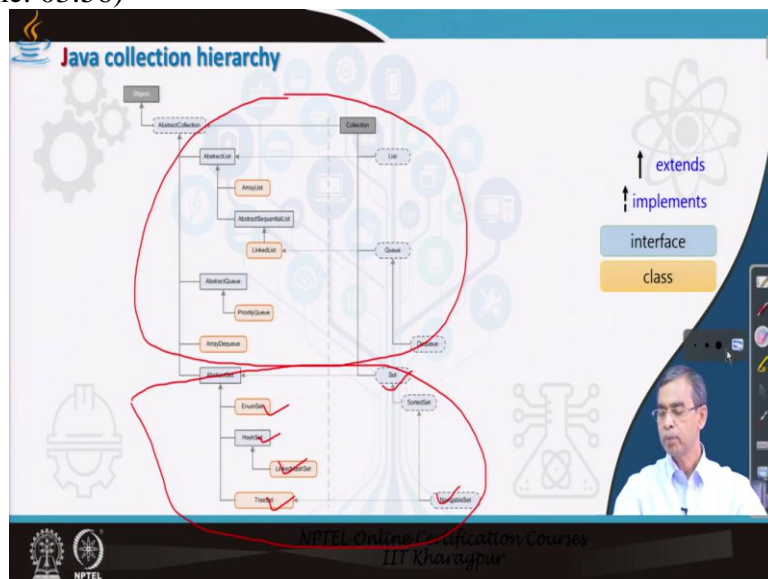 Java collection hierarchy
Object
AbstractCollection
Collection
AbstractList
List
extends
ArrayList
implements
AbstractSequentialList
interface
LinkedList
Queue
class
AbstractQueue
PriorityQueue
ArrayDequeue
Dequeue
AbstractSet
Set
EnumSet
SortedSet
HashSet
LinkedHashSet
TreeSet
NavigableSet
NPTEL Online Certification Courses
IIT Kharagpur
NPTEL